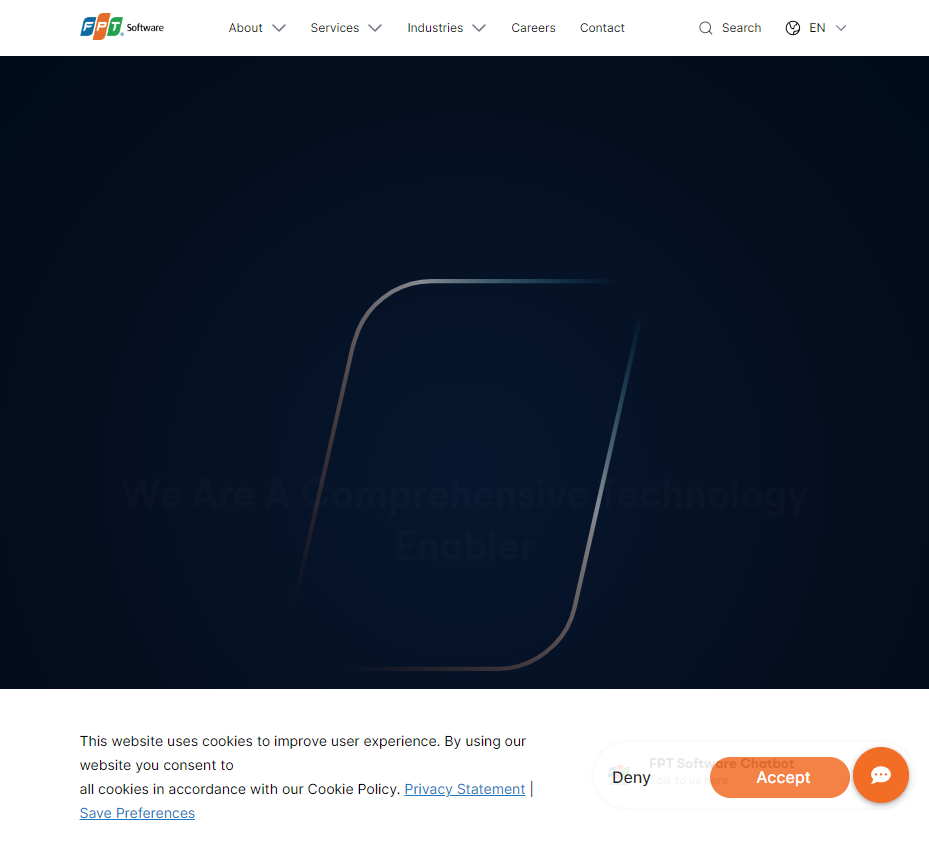 FPT Software
About Services Industries Careers Contact Search EN
We Are A Comprehensive Technology
Enabler
This website uses cookies to improve user experience. By using our
website you consent to
all cookies in accordance with our Cookie Policy. Privacy Statement |
Save Preferences
FPT Software Chatbot
Talk to us here
Deny Accept